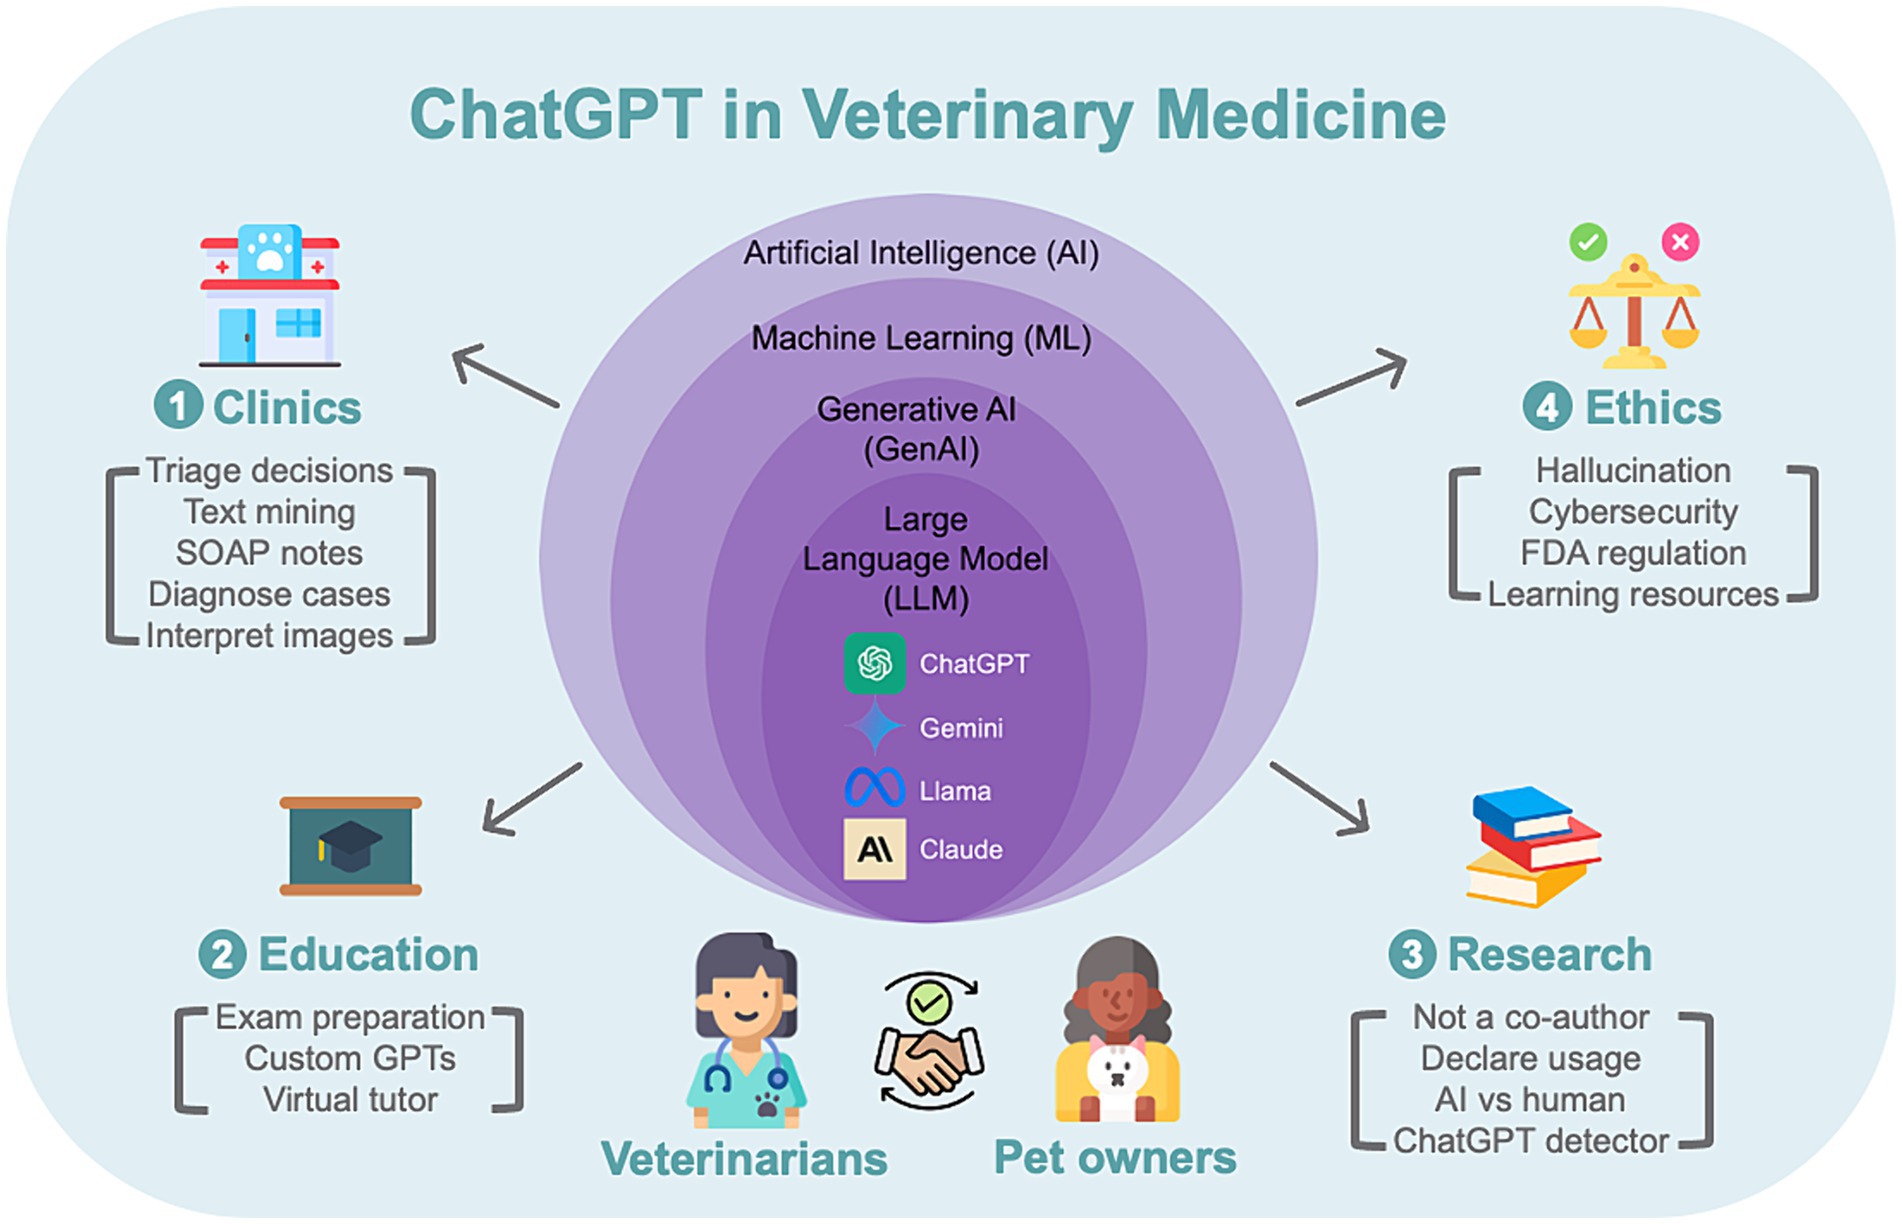 ChatGPT in Veterinary Medicine
Artificial Intelligence (AI)
Machine Learning (ML)
Generative AI
(GenAI)
Large
Language Model
(LLM)
ChatGPT
Gemini
Llama
A\ Claude
1 Clinics
Triage decisions
Text mining
SOAP notes
Diagnose cases
Interpret images
2 Education
Exam preparation
Custom GPTs
Virtual tutor
3 Research
Not a co-author
Declare usage
AI vs human
ChatGPT detector
4 Ethics
Hallucination
Cybersecurity
FDA regulation
Learning resources
Veterinarians
Pet owners